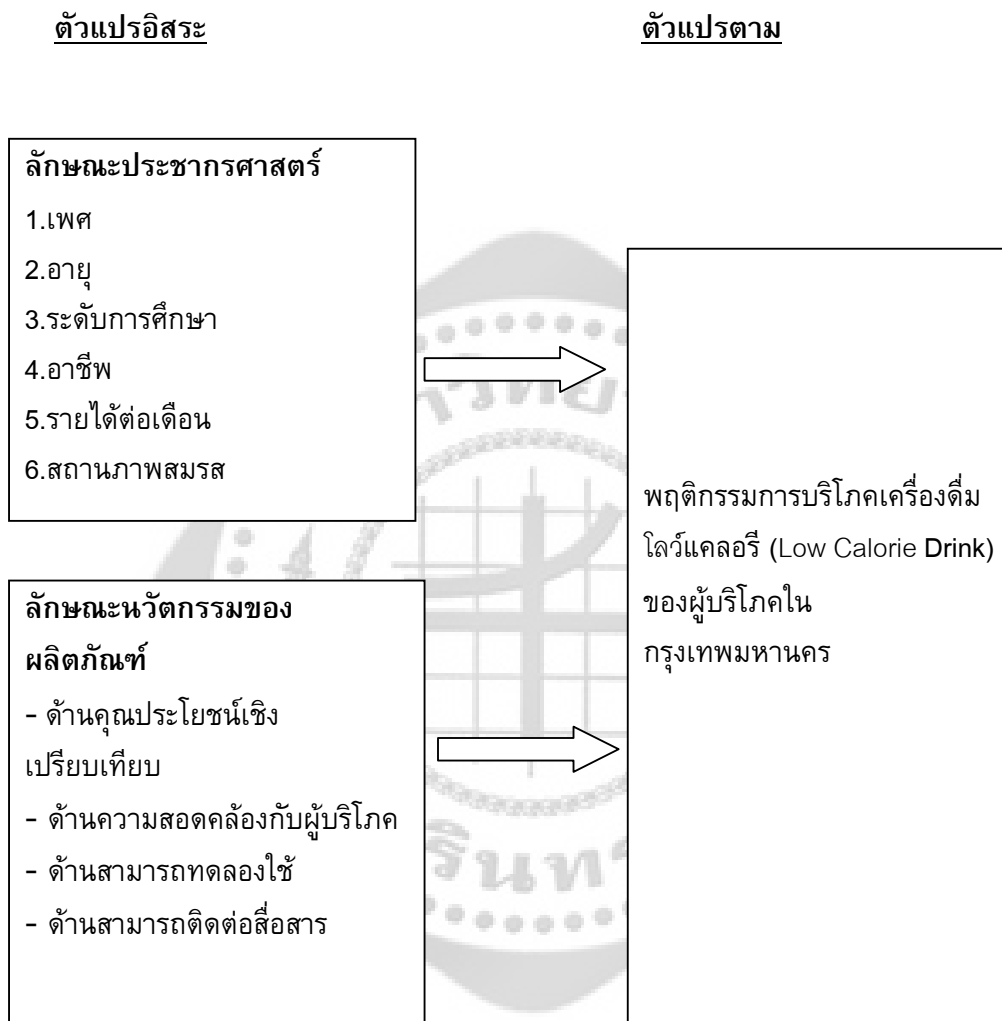 ตัวแปรอิสระ
ตัวแปรตาม
ลักษณะประชากรศาสตร์
1.เพศ
2.อายุ
3.ระดับการศึกษา
4.อาชีพ
5.รายได้ต่อเดือน
6.สถานภาพสมรส
ลักษณะนวัตกรรมของ
ผลิตภัณฑ์
- ด้านคุณประโยชน์เชิง
เปรียบเทียบ
- ด้านความสอดคล้องกับผู้บริโภค
- ด้านสามารถทดลองใช้
- ด้านสามารถติดต่อสื่อสาร
พฤติกรรมการบริโภคเครื่องดื่ม
โลว์แคลอรี (Low Calorie Drink)
ของผู้บริโภคใน
กรุงเทพมหานคร